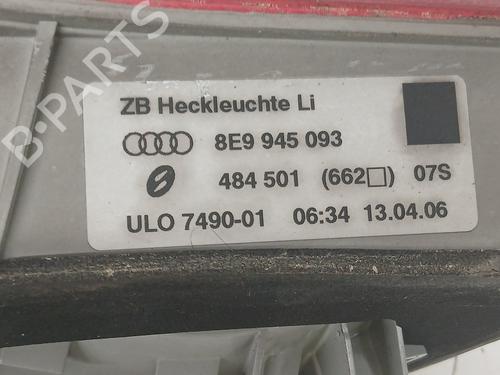 B-PARTS
ZB Heckleuchte Li
8E9 945 093
484 501 (662□) 07S
ULO 7490-01 06:34 13.04.06